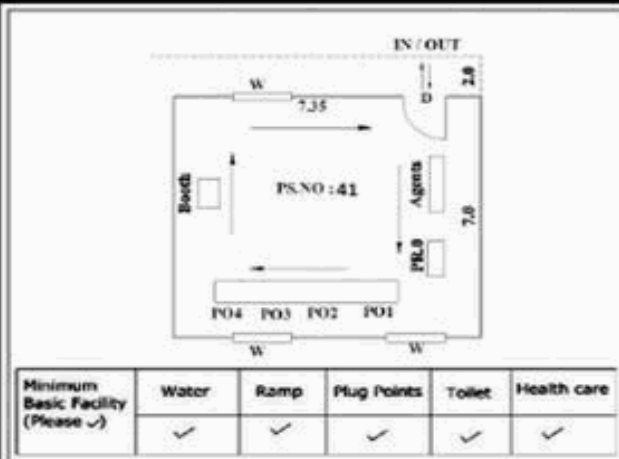 IN / OUT
2.0
W
D
7.35
Booth
PS.NO : 41
Agents
7.0
PR.0
PO4 PO3 PO2 PO1
W
W
Minimum Basic Facility (Please ✓)
Water
Ramp
Plug Points
Toilet
Health care
✓ ✓ ✓ ✓ ✓